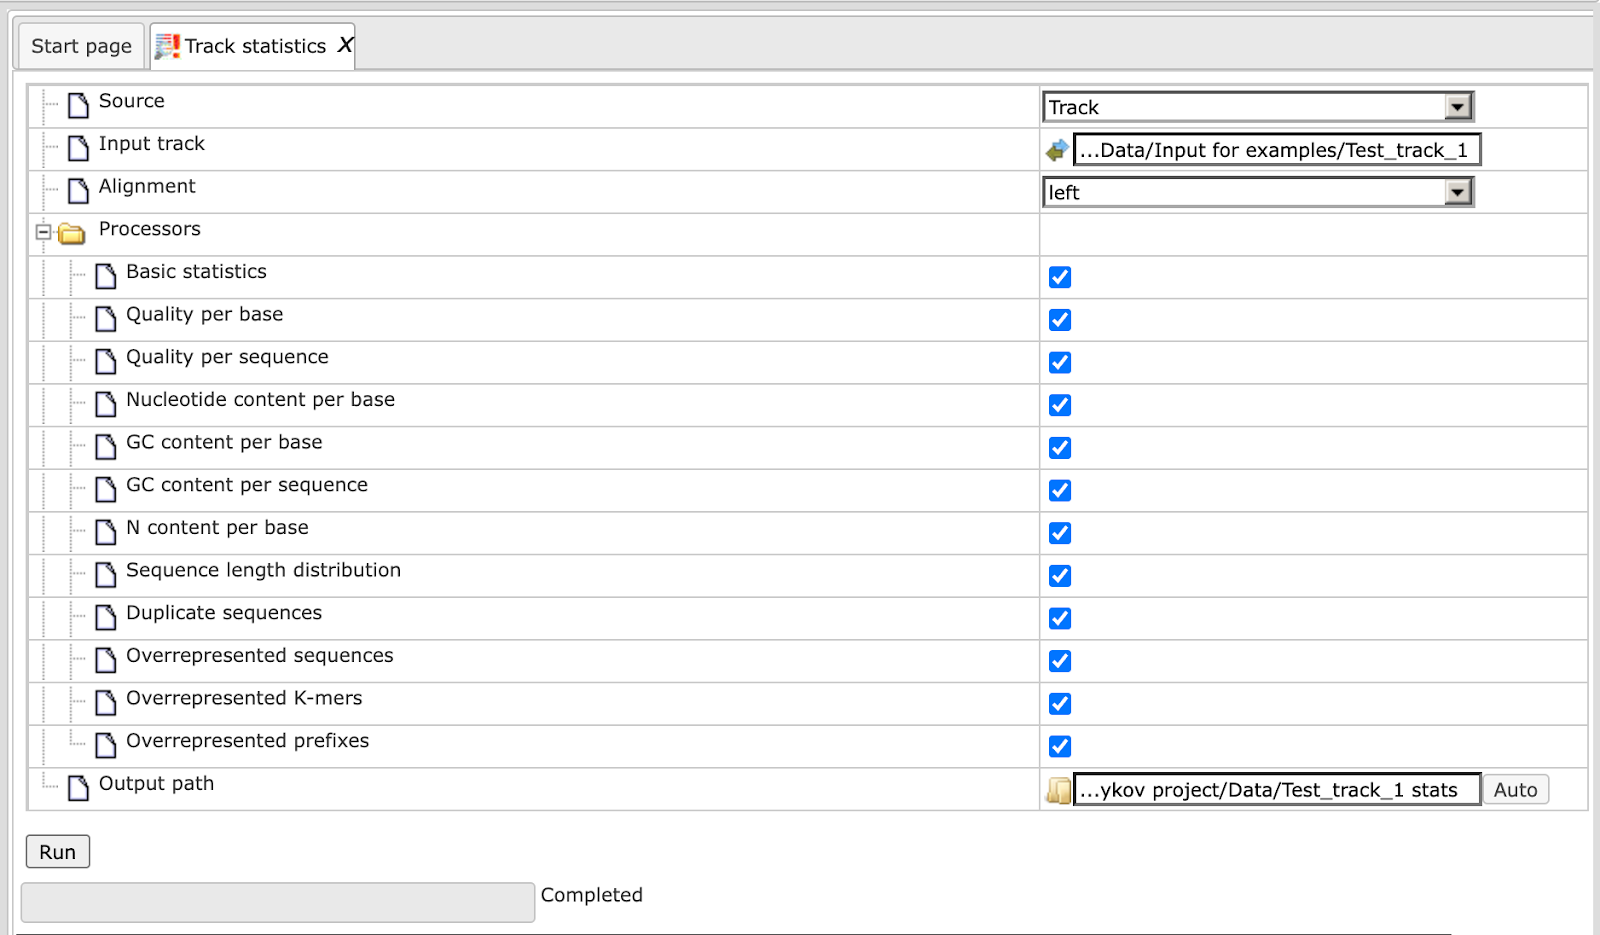 Start page
Track statistics X
Source Track
Input track ...Data/Input for examples/Test_track_1
Alignment left
Processors
Basic statistics
Quality per base
Quality per sequence
Nucleotide content per base
GC content per base
GC content per sequence
N content per base
Sequence length distribution
Duplicate sequences
Overrepresented sequences
Overrepresented K-mers
Overrepresented prefixes
Output path ...ykov project/Data/Test_track_1 stats Auto
Run
Completed